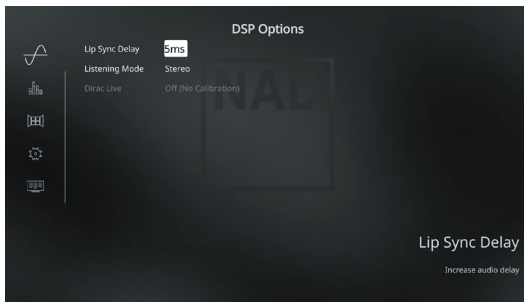 DSP Options
Lip Sync Delay 5ms
Listening Mode Stereo
Dirac Live Off (No Calibration)
NAD
Lip Sync Delay
Increase audio delay